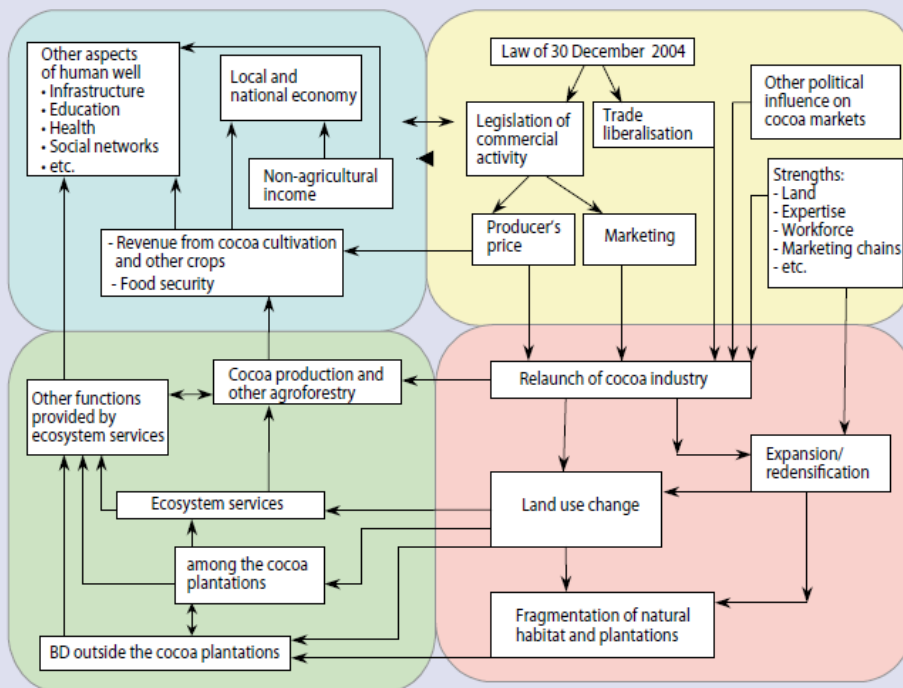 Other aspects
of human well
• Infrastructure
• Education
• Health
• Social networks
• etc.
Local and
national economy
Non-agricultural
income
- Revenue from cocoa cultivation
and other crops
- Food security
Law of 30 December 2004
Legislation of
commercial
activity
Trade
liberalisation
Other political
influence on
cocoa markets
Producer's
price
Marketing
Strengths:
- Land
- Expertise
- Workforce
- Marketing chains
- etc.
Other functions
provided by
ecosystem services
Cocoa production and
other agroforestry
Ecosystem services
among the cocoa
plantations
BD outside the cocoa plantations
Relaunch of cocoa industry
Expansion/
redensification
Land use change
Fragmentation of natural
habitat and plantations